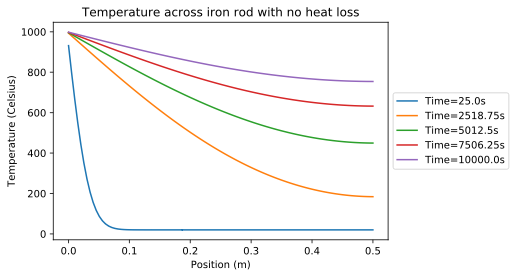 Temperature across iron rod with no heat loss
Temperature (Celsius)
1000
800
600
400
200
0
0.0 0.1 0.2 0.3 0.4 0.5
Position (m)
Time=25.0s
Time=2518.75s
Time=5012.5s
Time=7506.25s
Time=10000.0s